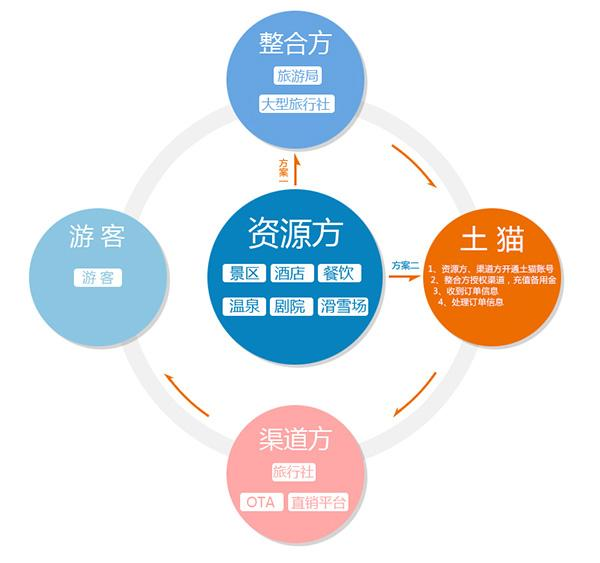 整合方
旅游局
大型旅行社
方案一
资源方
景区 酒店 餐饮
温泉 剧院 滑雪场
方案二
土猫
1、资源方、渠道方开通土猫账号
2、整合方授权渠道，充值备用金
3、收到订单信息
4、处理订单信息
游客
游客
渠道方
旅行社
OTA 直销平台